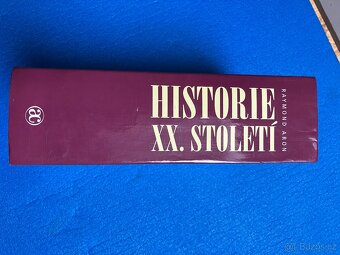 HISTORIE
XX. STOLETÍ
RAYMOND ARON